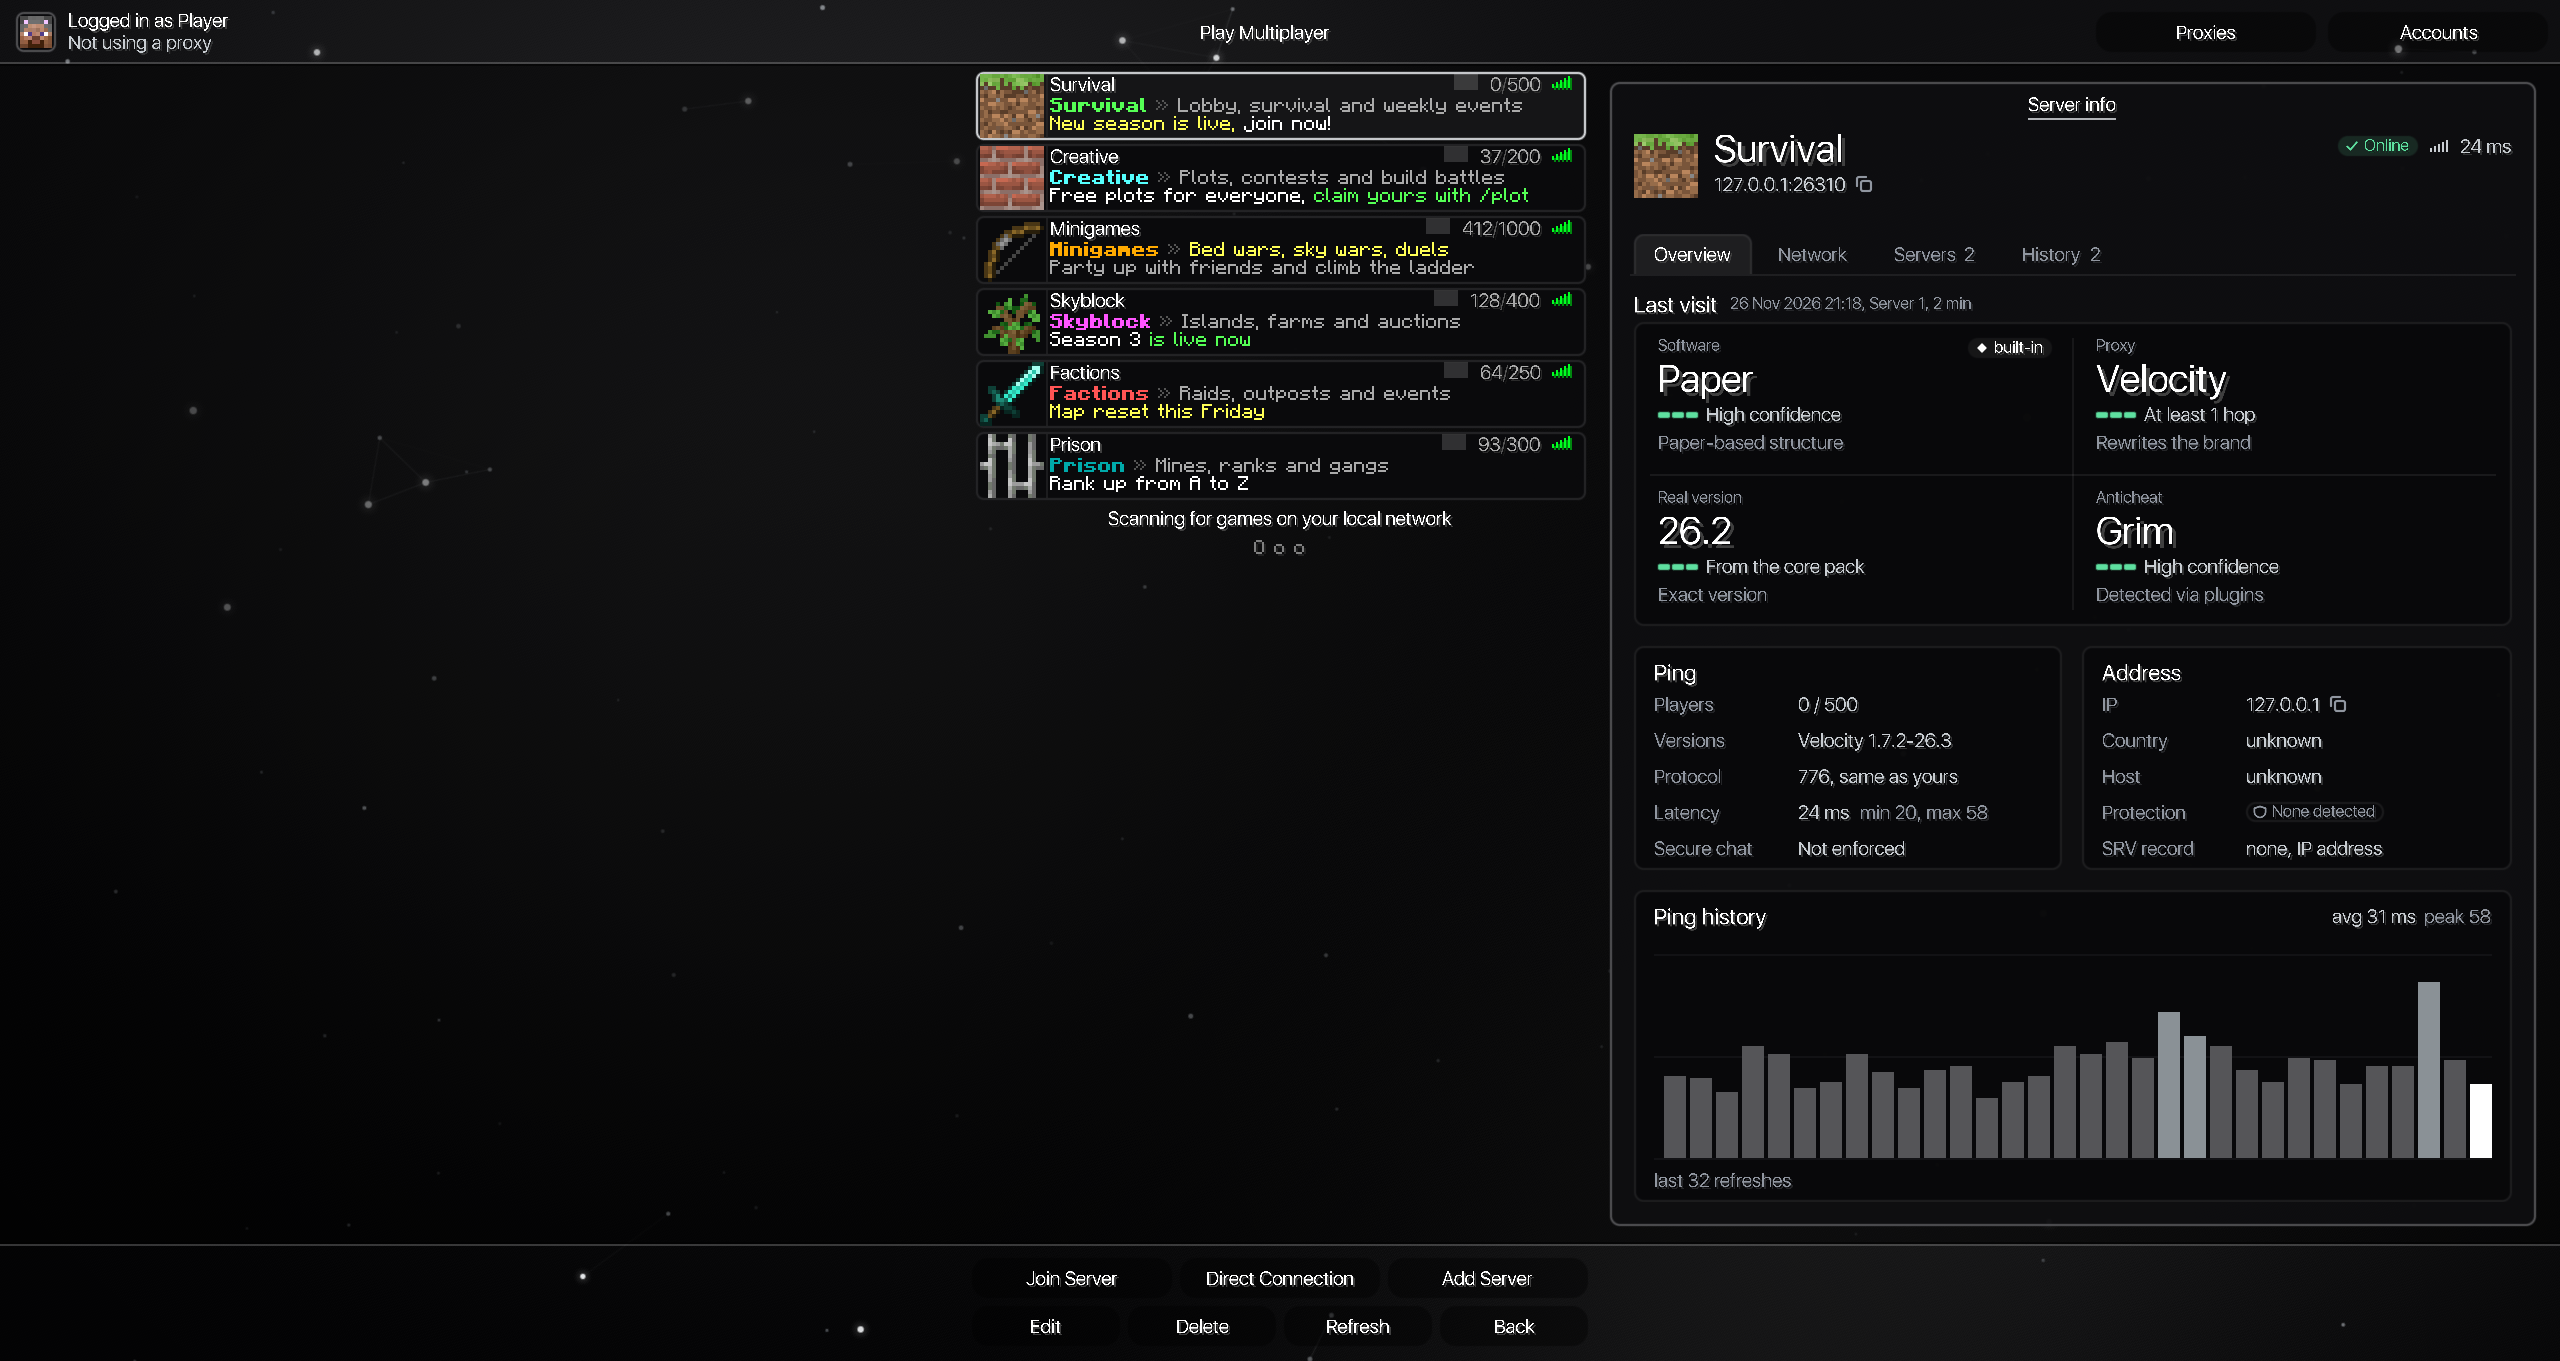 Logged in as Player
Not using a proxy
Play Multiplayer
Proxies
Accounts
Survival
0/500
Survival » Lobby, survival and weekly events
New season is live, join now!
Creative
37/200
Creative » Plots, contests and build battles
Free plots for everyone, claim yours with /plot
Minigames
412/1000
Minigames » Bed wars, sky wars, duels
Party up with friends and climb the ladder
Skyblock
128/400
Skyblock » Islands, farms and auctions
Season 3 is live now
Factions
64/250
Factions » Raids, outposts and events
Map reset this Friday
Prison
93/300
Prison » Mines, ranks and gangs
Rank up from A to Z
Scanning for games on your local network
O o o
Server info
Survival
127.0.0.1:26310
Online
24 ms
Overview
Network
Servers 2
History 2
Last visit 26 Nov 2026 21:18, Server 1, 2 min
Software
built-in
Paper
High confidence
Paper-based structure
Proxy
Velocity
At least 1 hop
Rewrites the brand
Real version
26.2
From the core pack
Exact version
Anticheat
Grim
High confidence
Detected via plugins
Ping
Players 0 / 500
Versions Velocity 1.7.2-26.3
Protocol 776, same as yours
Latency 24 ms min 20, max 58
Secure chat Not enforced
Address
IP 127.0.0.1
Country unknown
Host unknown
Protection None detected
SRV record none, IP address
Ping history
avg 31 ms peak 58
last 32 refreshes
Join Server
Direct Connection
Add Server
Edit
Delete
Refresh
Back